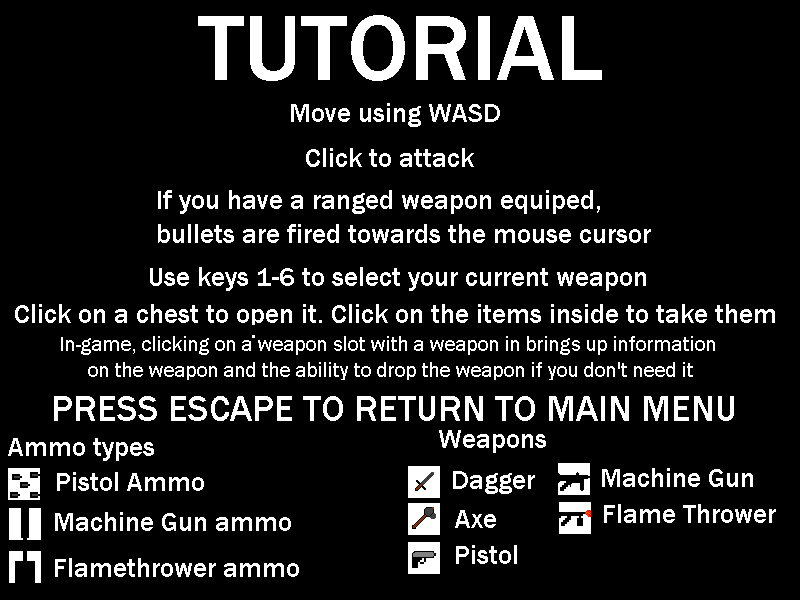 TUTORIAL
Move using WASD
Click to attack
If you have a ranged weapon equiped,
bullets are fired towards the mouse cursor
Use keys 1-6 to select your current weapon
Click on a chest to open it. Click on the items inside to take them
In-game, clicking on a weapon slot with a weapon in brings up information
on the weapon and the ability to drop the weapon if you don't need it
PRESS ESCAPE TO RETURN TO MAIN MENU
Ammo types
Pistol Ammo
Machine Gun ammo
Flamethrower ammo
Weapons
Dagger
Axe
Pistol
Machine Gun
Flame Thrower